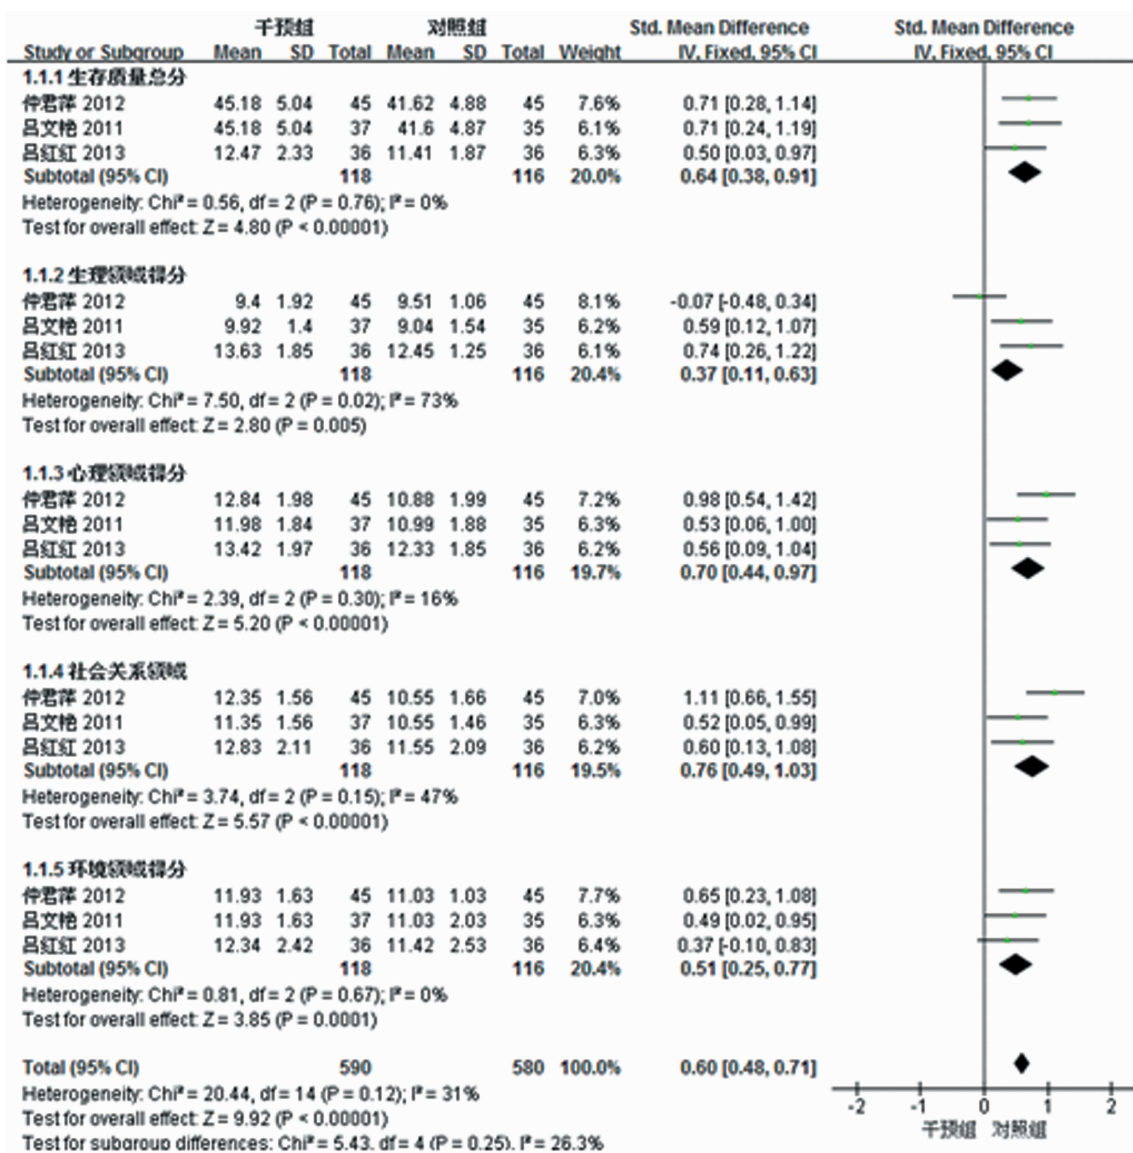 干预组 对照组 Std. Mean Difference Std. Mean Difference
Study or Subgroup Mean SD Total Mean SD Total Weight IV, Fixed, 95% CI IV, Fixed, 95% CI
1.1.1 生存质量总分
仲君萍 2012 45.18 5.04 45 41.62 4.88 45 7.6% 0.71 [0.28, 1.14]
吕文艳 2011 45.18 5.04 37 41.6 4.87 35 6.1% 0.71 [0.24, 1.19]
吕红红 2013 12.47 2.33 36 11.41 1.87 36 6.3% 0.50 [0.03, 0.97]
Subtotal (95% CI) 118 116 20.0% 0.64 [0.38, 0.91]
Heterogeneity: Chi² = 0.56, df = 2 (P = 0.76); I² = 0%
Test for overall effect: Z = 4.80 (P < 0.00001)
1.1.2 生理领域得分
仲君萍 2012 9.4 1.92 45 9.51 1.06 45 8.1% -0.07 [-0.48, 0.34]
吕文艳 2011 9.92 1.4 37 9.04 1.54 35 6.2% 0.59 [0.12, 1.07]
吕红红 2013 13.63 1.85 36 12.45 1.25 36 6.1% 0.74 [0.26, 1.22]
Subtotal (95% CI) 118 116 20.4% 0.37 [0.11, 0.63]
Heterogeneity: Chi² = 7.50, df = 2 (P = 0.02); I² = 73%
Test for overall effect: Z = 2.80 (P = 0.005)
1.1.3 心理领域得分
仲君萍 2012 12.84 1.98 45 10.88 1.99 45 7.2% 0.98 [0.54, 1.42]
吕文艳 2011 11.98 1.84 37 10.99 1.88 35 6.3% 0.53 [0.06, 1.00]
吕红红 2013 13.42 1.97 36 12.33 1.85 36 6.2% 0.56 [0.09, 1.04]
Subtotal (95% CI) 118 116 19.7% 0.70 [0.44, 0.97]
Heterogeneity: Chi² = 2.39, df = 2 (P = 0.30); I² = 16%
Test for overall effect: Z = 5.20 (P < 0.00001)
1.1.4 社会关系领域
仲君萍 2012 12.35 1.56 45 10.55 1.66 45 7.0% 1.11 [0.66, 1.55]
吕文艳 2011 11.35 1.56 37 10.55 1.46 35 6.3% 0.52 [0.05, 0.99]
吕红红 2013 12.83 2.11 36 11.55 2.09 36 6.2% 0.60 [0.13, 1.08]
Subtotal (95% CI) 118 116 19.5% 0.76 [0.49, 1.03]
Heterogeneity: Chi² = 3.74, df = 2 (P = 0.15); I² = 47%
Test for overall effect: Z = 5.57 (P < 0.00001)
1.1.5 环境领域得分
仲君萍 2012 11.93 1.63 45 11.03 1.03 45 7.7% 0.65 [0.23, 1.08]
吕文艳 2011 11.93 1.63 37 11.03 2.03 35 6.3% 0.49 [0.02, 0.95]
吕红红 2013 12.34 2.42 36 11.42 2.53 36 6.4% 0.37 [-0.10, 0.83]
Subtotal (95% CI) 118 116 20.4% 0.51 [0.25, 0.77]
Heterogeneity: Chi² = 0.81, df = 2 (P = 0.67); I² = 0%
Test for overall effect: Z = 3.85 (P = 0.0001)
Total (95% CI) 590 580 100.0% 0.60 [0.48, 0.71]
Heterogeneity: Chi² = 20.44, df = 14 (P = 0.12); I² = 31%
Test for overall effect: Z = 9.92 (P < 0.00001)
Test for subgroup differences: Chi² = 5.43. df = 4 (P = 0.25). I² = 26.3%
-2 -1 0 1 2
干预组 对照组